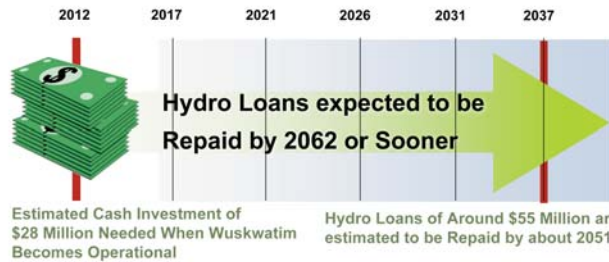 2012 2017 2021 2026 2031 2037
Hydro Loans expected to be
Repaid by 2062 or Sooner
Estimated Cash Investment of
$28 Million Needed When Wuskwatim
Becomes Operational
Hydro Loans of Around $55 Million
estimated to be Repaid by about 2051